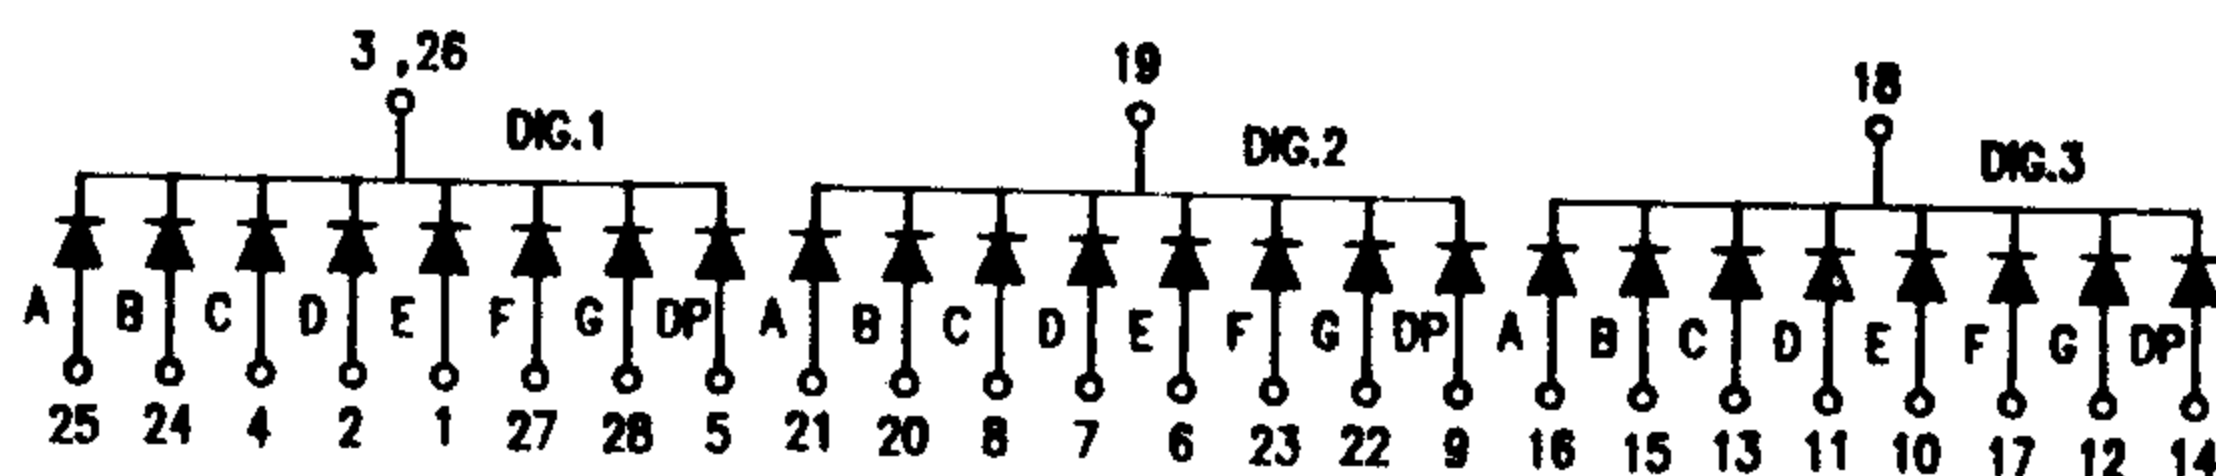 3 ,26 19 18
DIG.1 DIG.2 DIG.3
A B C D E F G DP A B C D E F G DP A B C D E F G DP
25 24 4 2 1 27 28 5 21 20 8 7 6 23 22 9 16 15 13 11 10 17 12 14